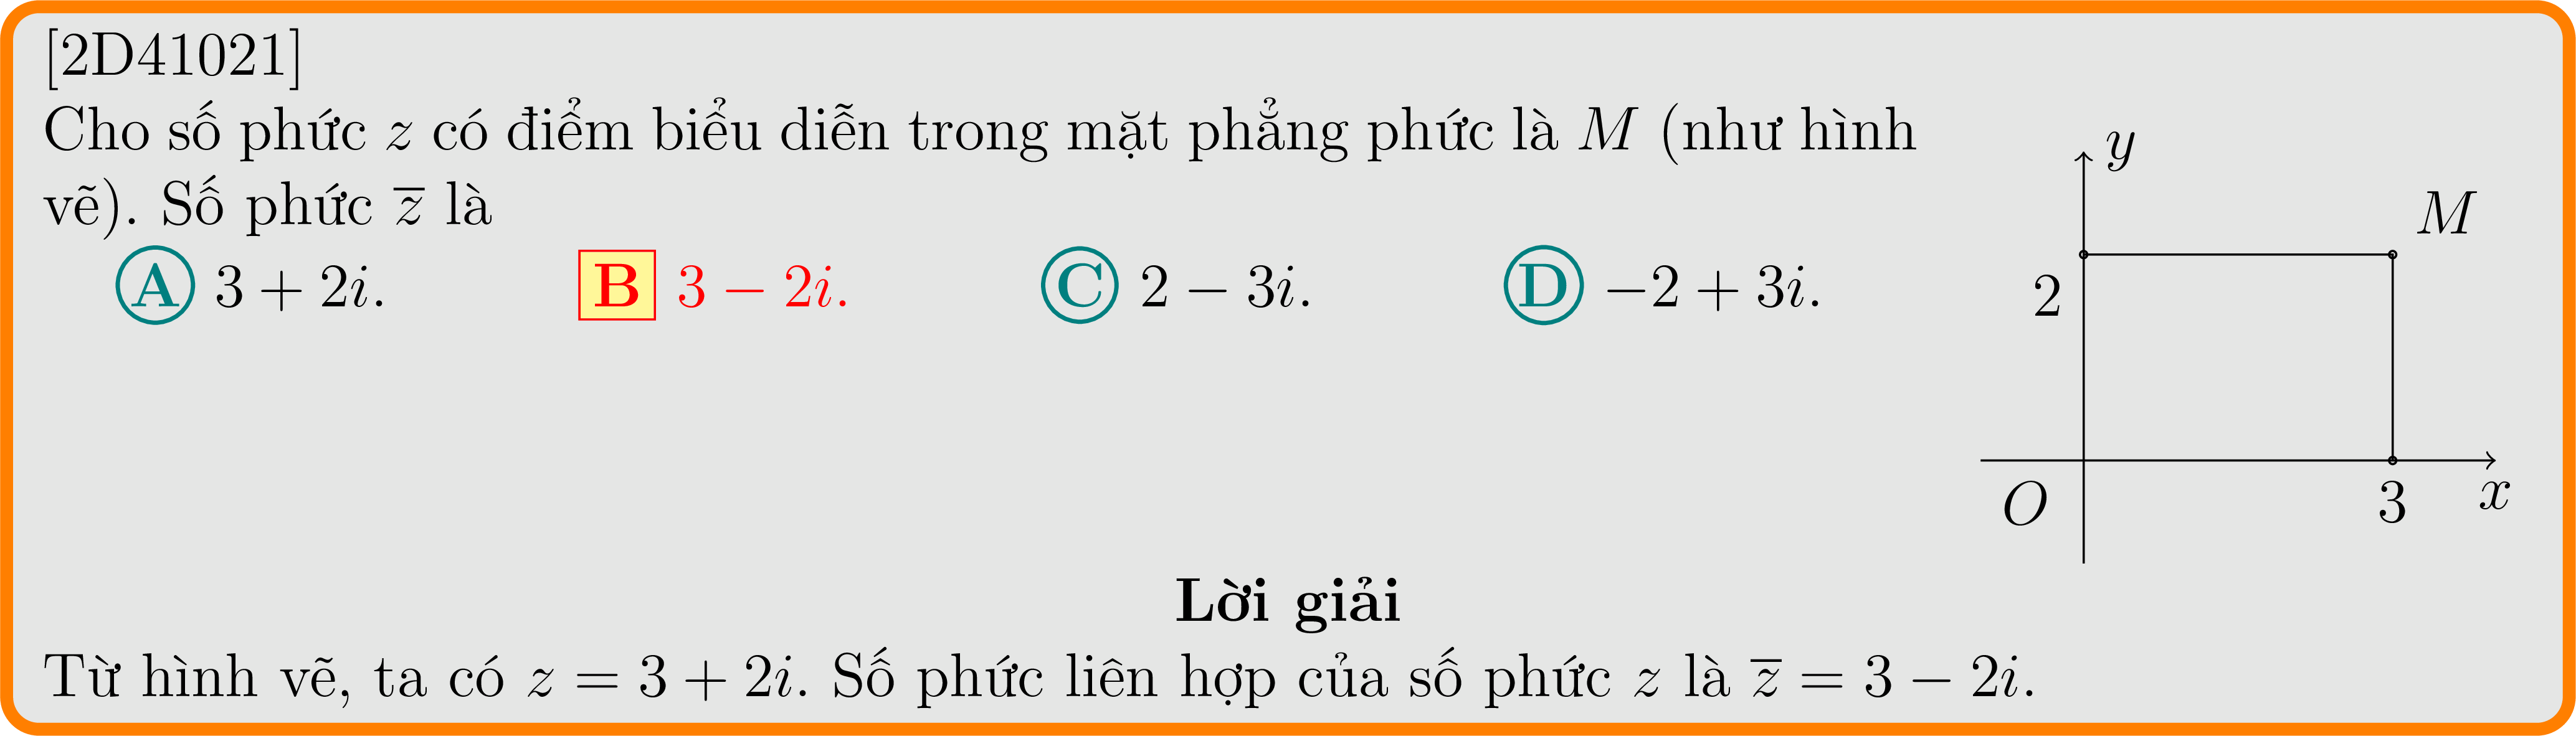 [2D41021]
Cho số phức z có điểm biểu diễn trong mặt phẳng phức là M (như hình
vẽ). Số phức z̅ là
A 3 + 2i. B 3 − 2i. C 2 − 3i. D −2 + 3i.
y
M
2
O
3
x
Lời giải
Từ hình vẽ, ta có z = 3 + 2i. Số phức liên hợp của số phức z là z̅ = 3 − 2i.